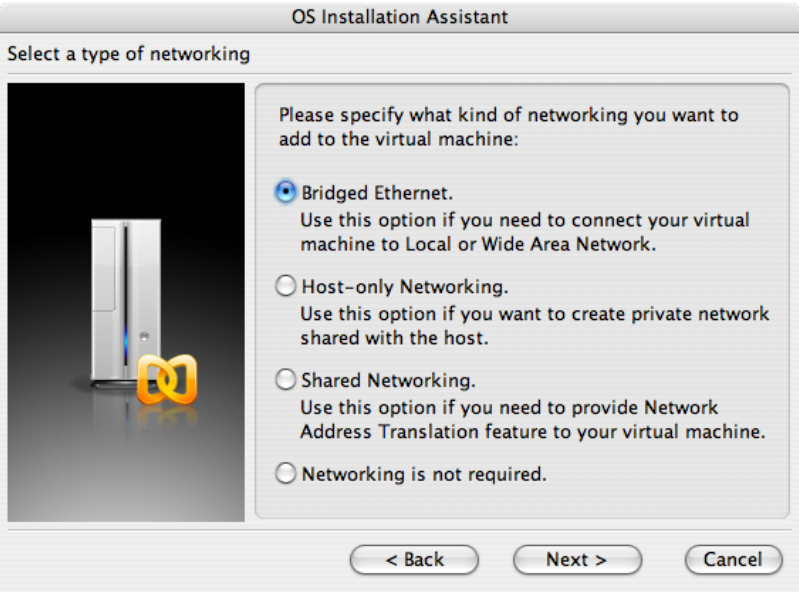 OS Installation Assistant
Select a type of networking
Please specify what kind of networking you want to
add to the virtual machine:
Bridged Ethernet.
Use this option if you need to connect your virtual
machine to Local or Wide Area Network.
Host-only Networking.
Use this option if you want to create private network
shared with the host.
Shared Networking.
Use this option if you need to provide Network
Address Translation feature to your virtual machine.
Networking is not required.
< Back
Next >
Cancel